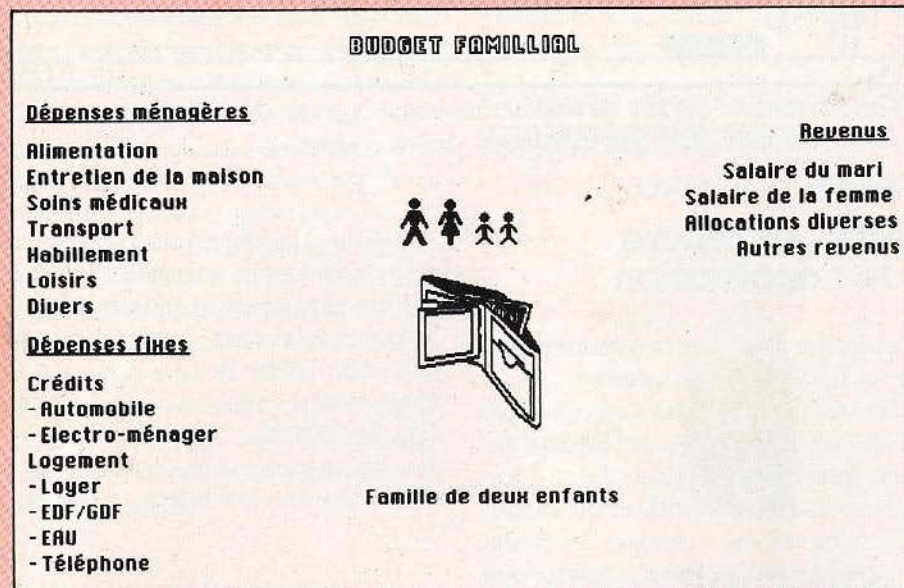 BUDGET FAMILLIAL
Dépenses ménagères
Alimentation
Entretien de la maison
Soins médicaux
Transport
Habillement
Loisirs
Divers
Dépenses fixes
Crédits
-Automobile
-Electro-ménager
Logement
-Loyer
-EDF/GDF
-EAU
-Téléphone
Revenus
Salaire du mari
Salaire de la femme
Allocations diverses
Autres revenus
Famille de deux enfants